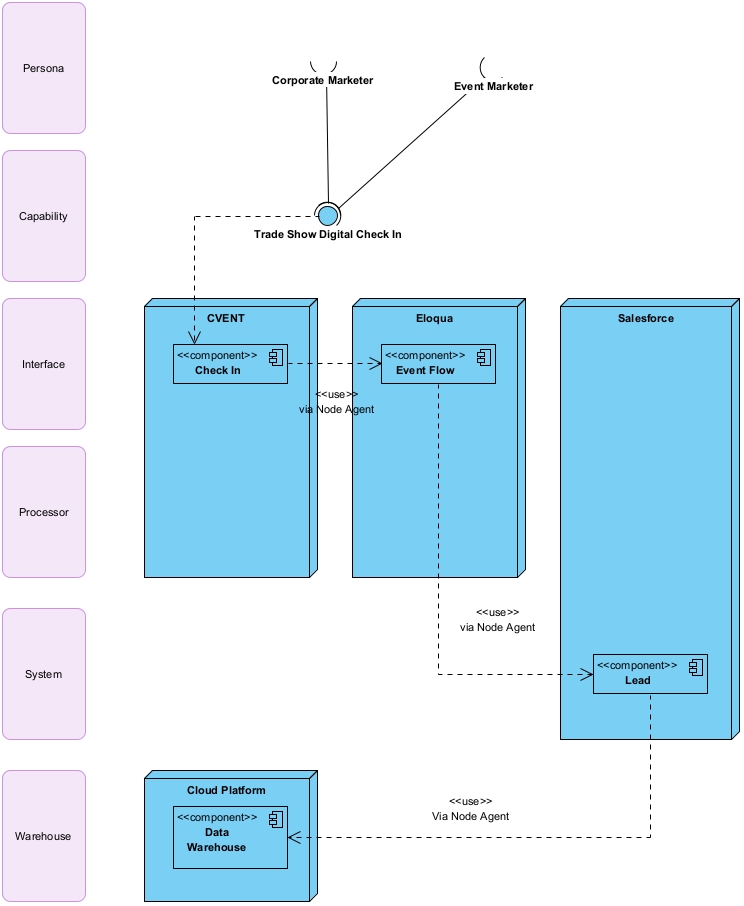 Persona
Corporate Marketer
Event Marketer
Capability
Trade Show Digital Check In
CVENT
Eloqua
Salesforce
Interface
<<component>>
Check In
<<component>>
Event Flow
<<use>>
via Node Agent
Processor
<<use>>
via Node Agent
System
<<component>>
Lead
Cloud Platform
<<component>>
Data
Warehouse
<<use>>
Via Node Agent
Warehouse